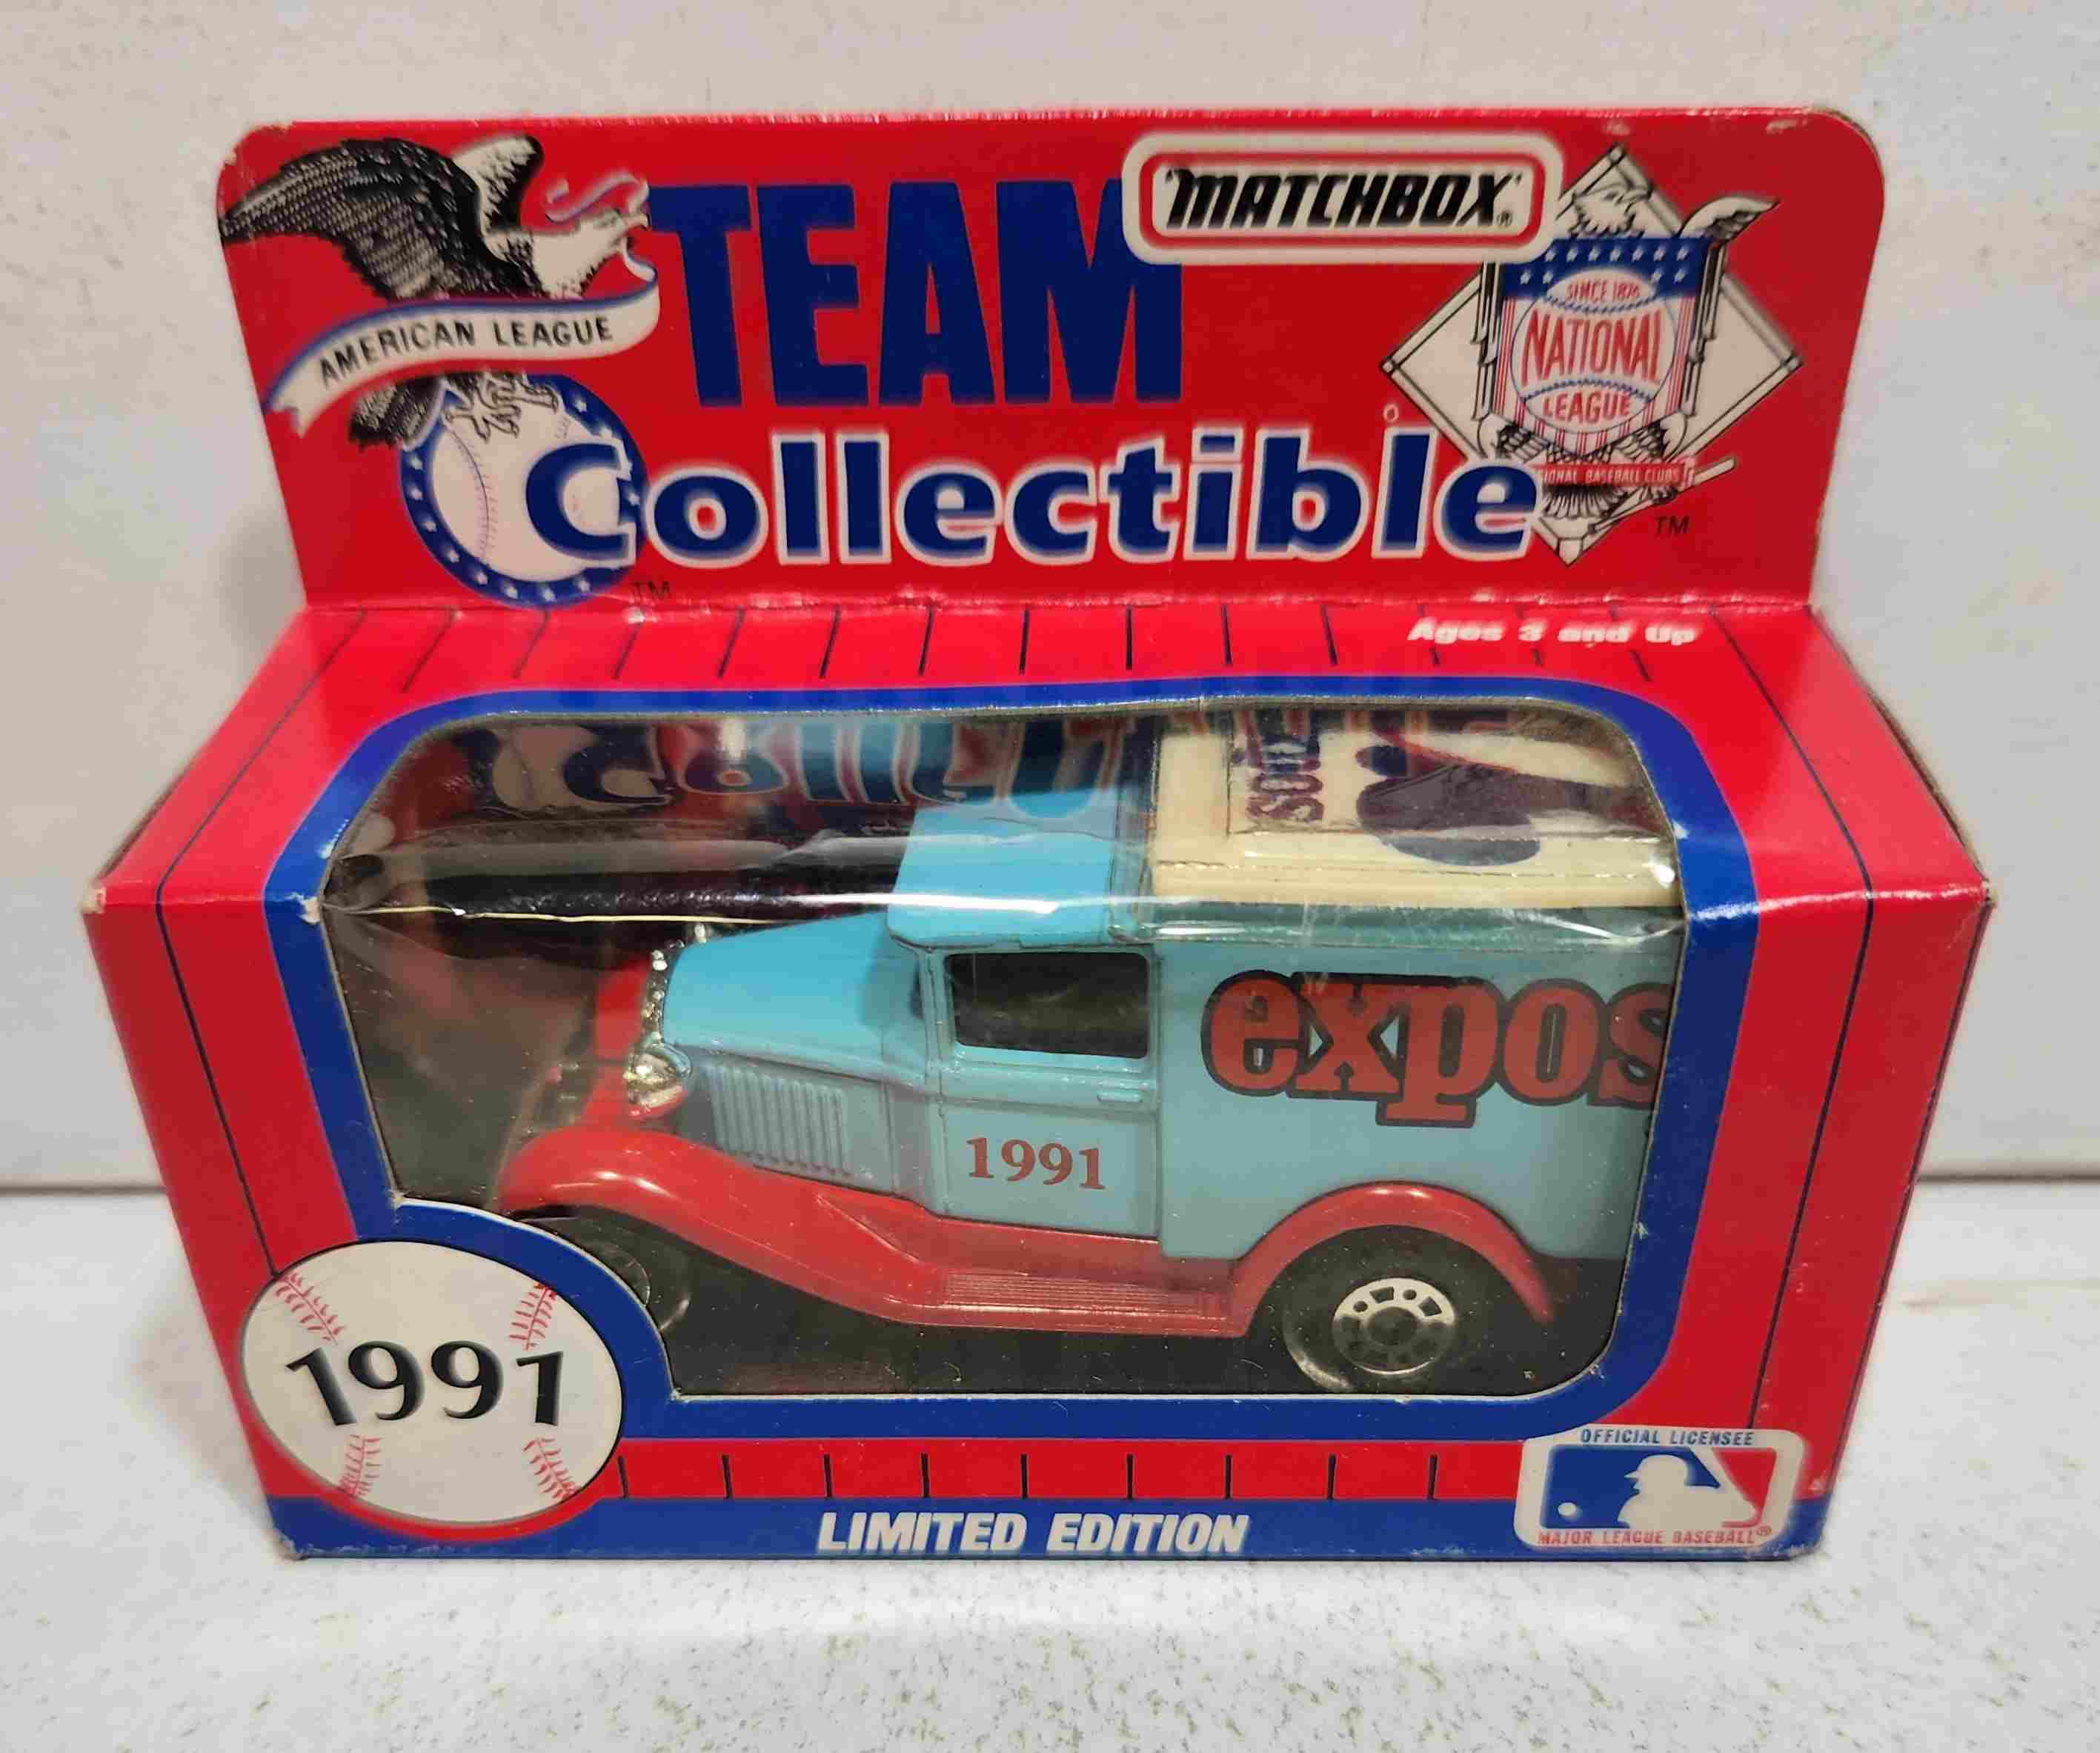 MATCHBOX®
TEAM
Collectible
AMERICAN LEAGUE
TM
SINCE 1876
NATIONAL
LEAGUE
IONAL BASEBALL CLUBS
TM
Ages 3 and Up
expos
1991
1991
LIMITED EDITION
OFFICIAL LICENSEE
MAJOR LEAGUE BASEBALL®